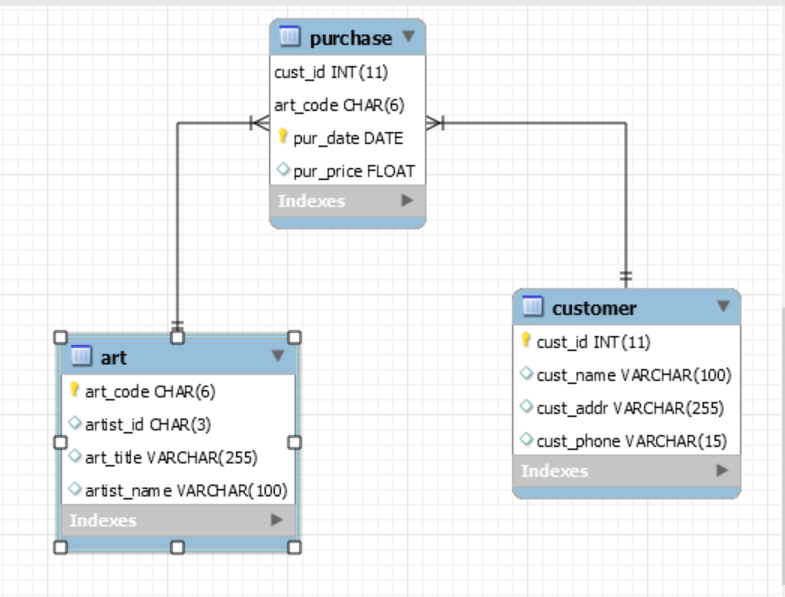 purchase
cust_id INT(11)
art_code CHAR(6)
pur_date DATE
pur_price FLOAT
Indexes
art
art_code CHAR(6)
artist_id CHAR(3)
art_title VARCHAR(255)
artist_name VARCHAR(100)
Indexes
customer
cust_id INT(11)
cust_name VARCHAR(100)
cust_addr VARCHAR(255)
cust_phone VARCHAR(15)
Indexes